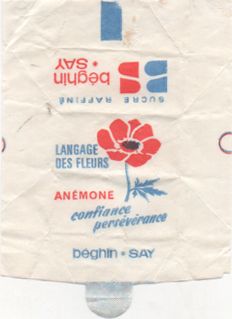 SUCRE RAFFINÉ
béghin
• SAY
LANGAGE
DES FLEURS
ANÉMONE
confiance
persévérance
béghin • SAY